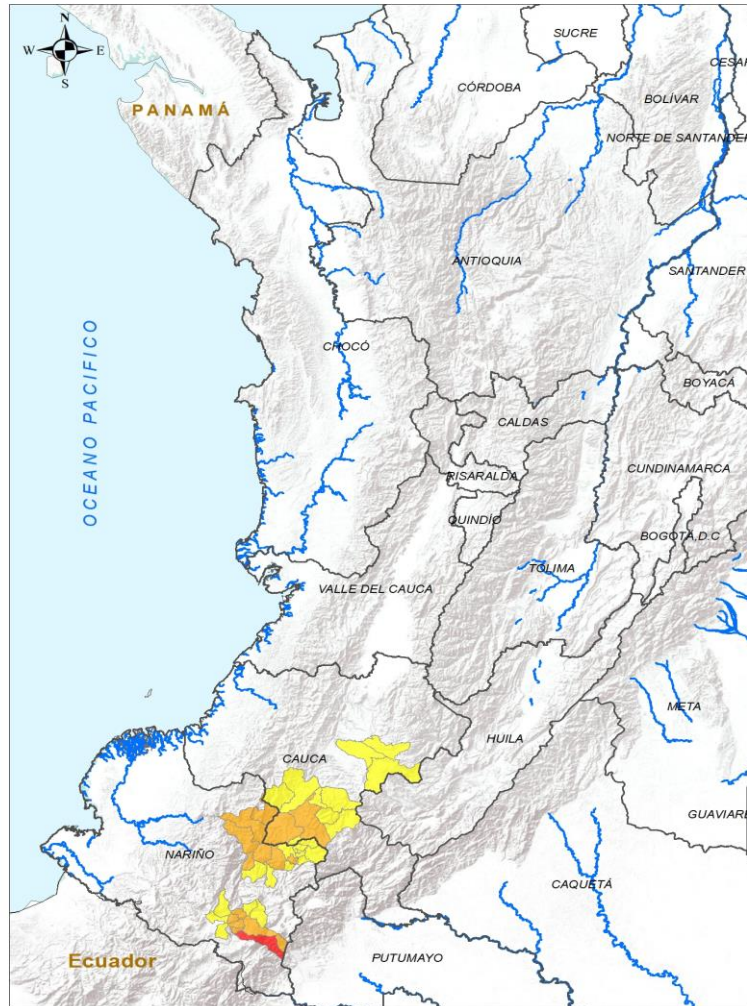 N
W E
S
SUCRE
CESAR
CÓRDOBA
BOLÍVAR
PANAMÁ
NORTE DE SANTANDER
ANTIOQUIA
SANTANDER
OCEANO PACIFICO
CHOCÓ
BOYACÁ
CALDAS
CUNDINAMARCA
RISARALDA
QUINDÍO
BOGOTÁ, D.C
TOLIMA
VALLE DEL CAUCA
META
HUILA
CAUCA
GUAVIARE
NARIÑO
CAQUETÁ
Ecuador
PUTUMAYO